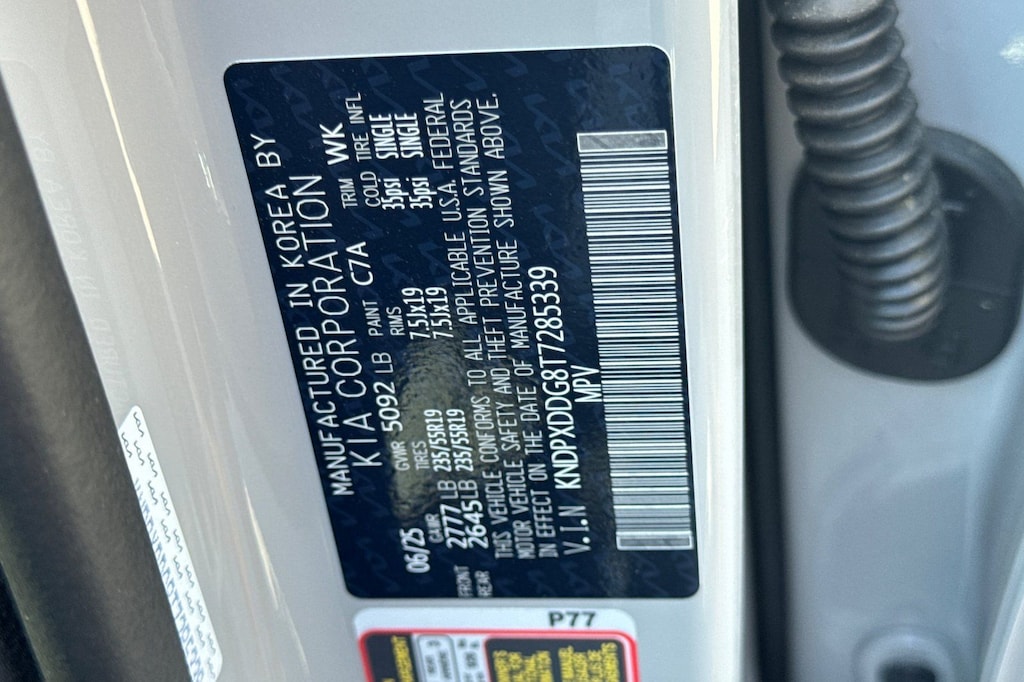 MANUFACTURED IN KOREA BY
KIA CORPORATION
06/25 GVWR 5092 LB PAINT C7A TRIM WK
GAWR TIRES RIMS COLD TIRE INFL
FRONT 2777 LB 235/55R19 7.5Jx19 35psi SINGLE
REAR 2645LB 235/55R19 7.5Jx19 35psi SINGLE
THIS VEHICLE CONFORMS TO ALL APPLICABLE U.S.A. FEDERAL
MOTOR VEHICLE SAFETY AND THEFT PREVENTION STANDARDS
IN EFFECT ON THE DATE OF MANUFACTURE SHOWN ABOVE.
V.I.N KNDPXDDG8T7285339
MPV
P77